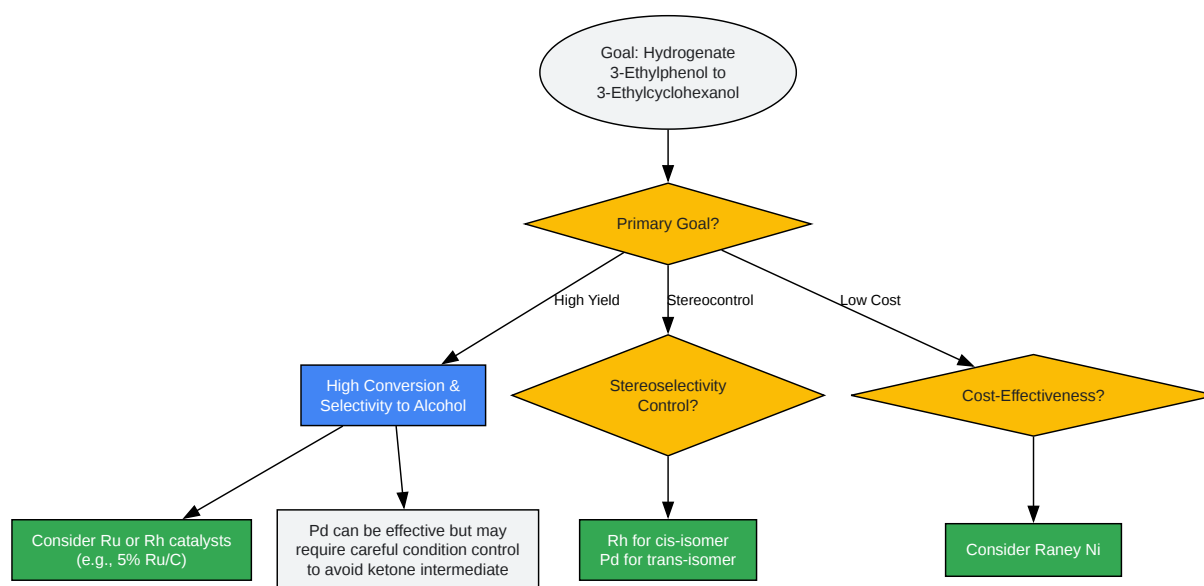 Goal: Hydrogenate
3-Ethylphenol to
3-Ethylcyclohexanol
Primary Goal?
High Yield
Stereocontrol
Low Cost
High Conversion &
Selectivity to Alcohol
Stereoselectivity
Control?
Cost-Effectiveness?
Consider Ru or Rh catalysts
(e.g., 5% Ru/C)
Pd can be effective but may
require careful condition control
to avoid ketone intermediate
Rh for cis-isomer
Pd for trans-isomer
Consider Raney Ni